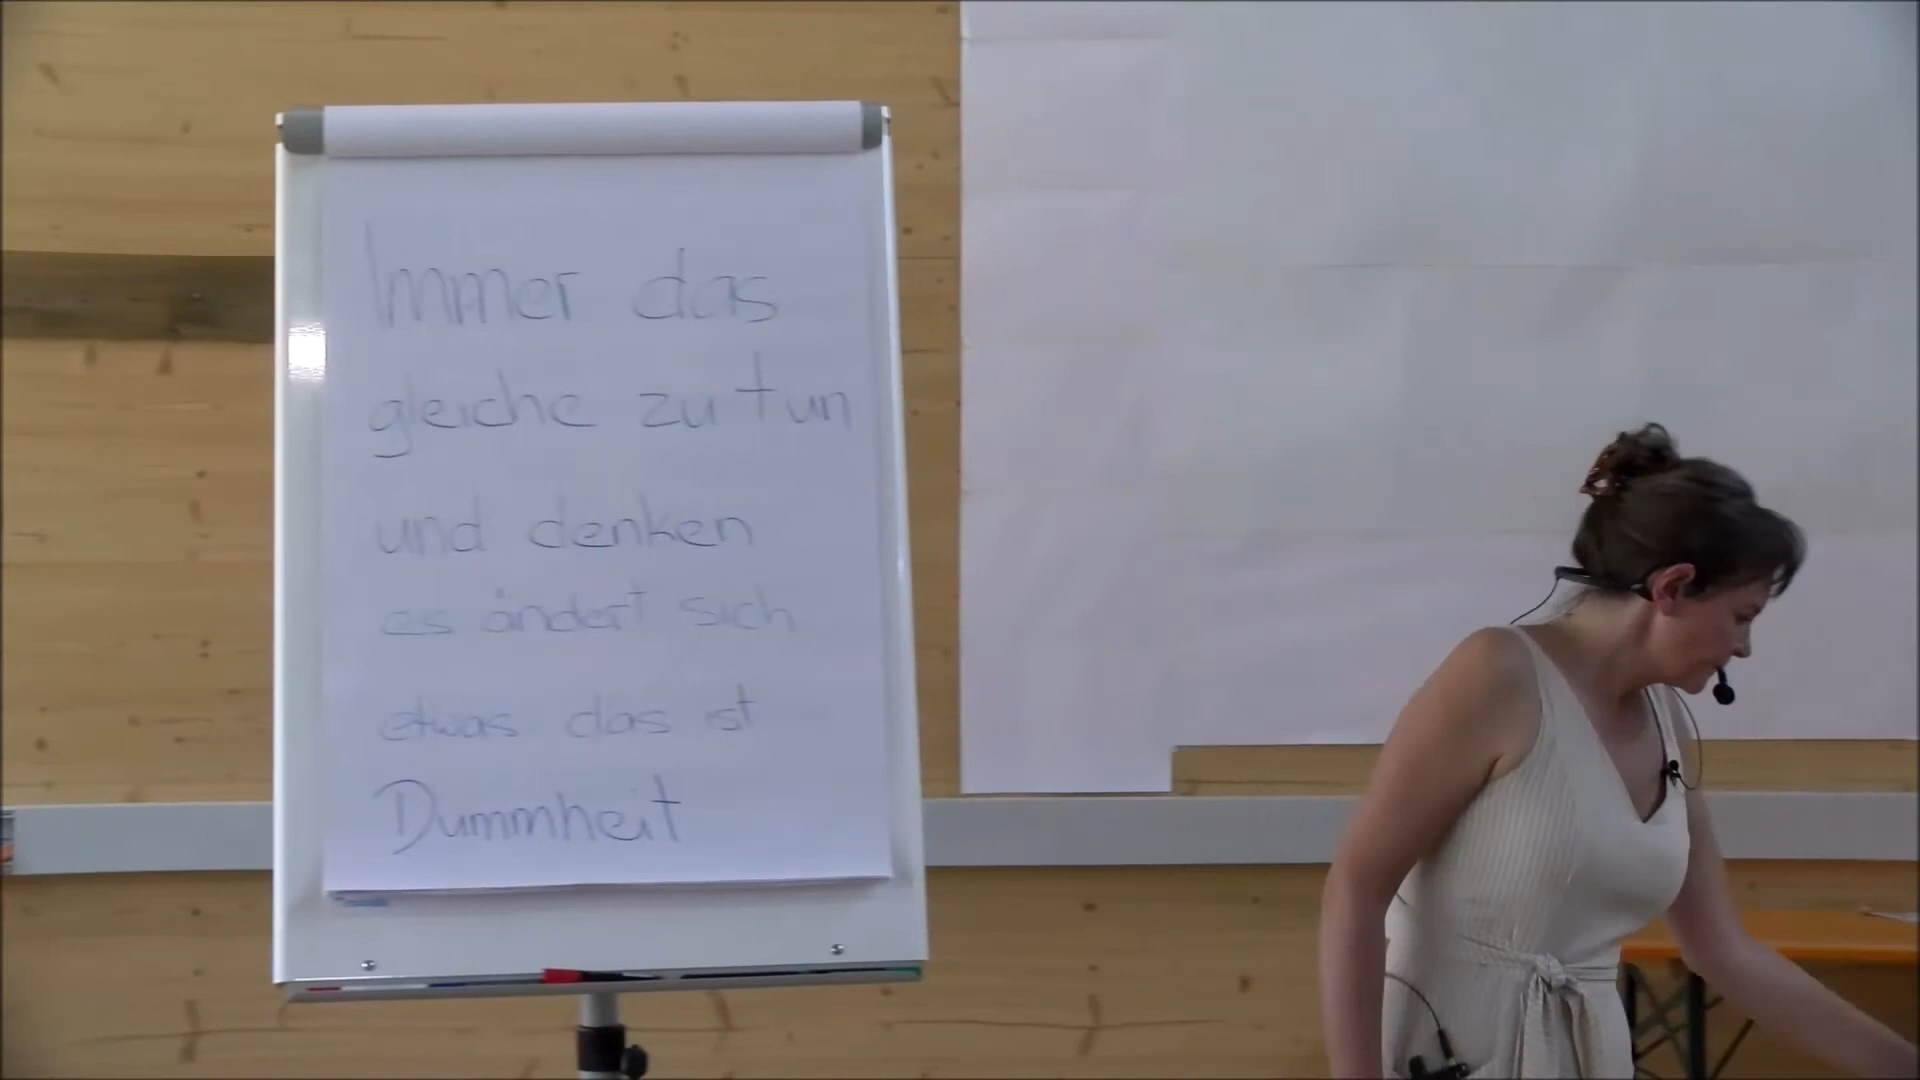 Immer das
gleiche zu tun
und denken
es ändert sich
etwas das ist
Dummheit